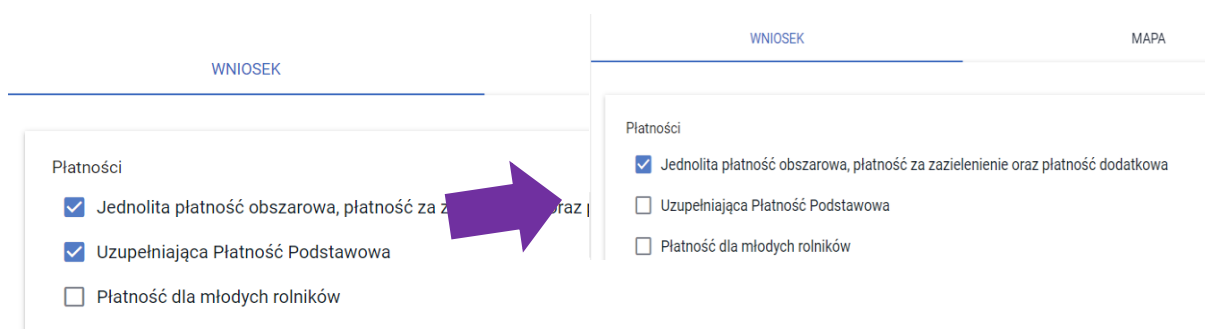 WNIOSEK
Płatności
Jednolita płatność obszarowa, płatność za z oraz
Uzupełniająca Płatność Podstawowa
Płatność dla młodych rolników
WNIOSEK MAPA
Płatności
Jednolita płatność obszarowa, płatność za zazielenienie oraz płatność dodatkowa
Uzupełniająca Płatność Podstawowa
Płatność dla młodych rolników